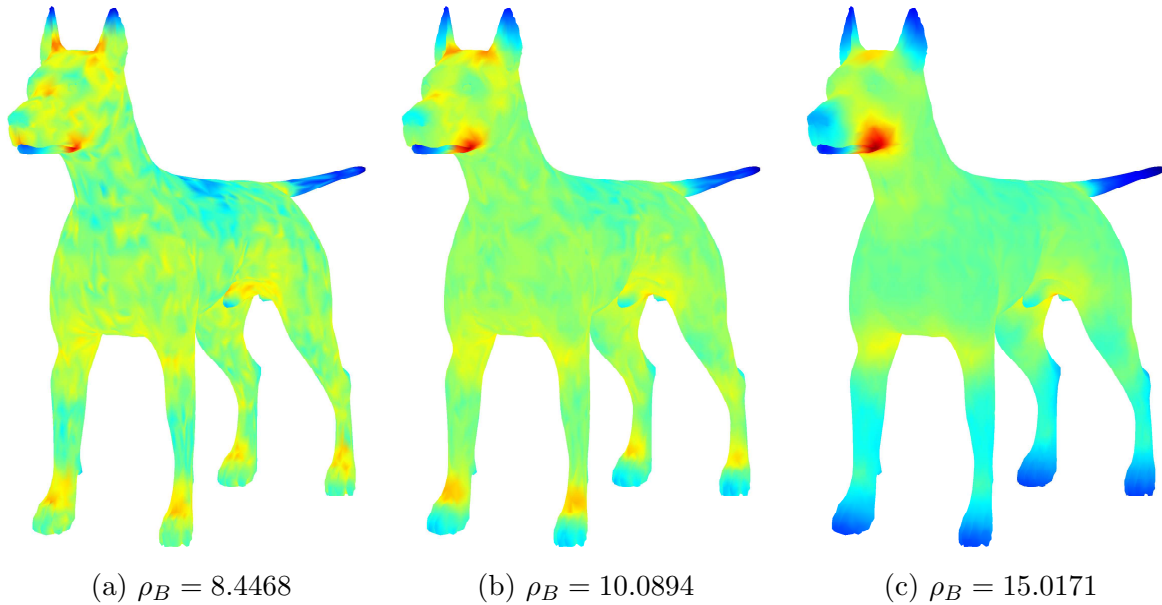 (a) ρ_B = 8.4468
(b) ρ_B = 10.0894
(c) ρ_B = 15.0171